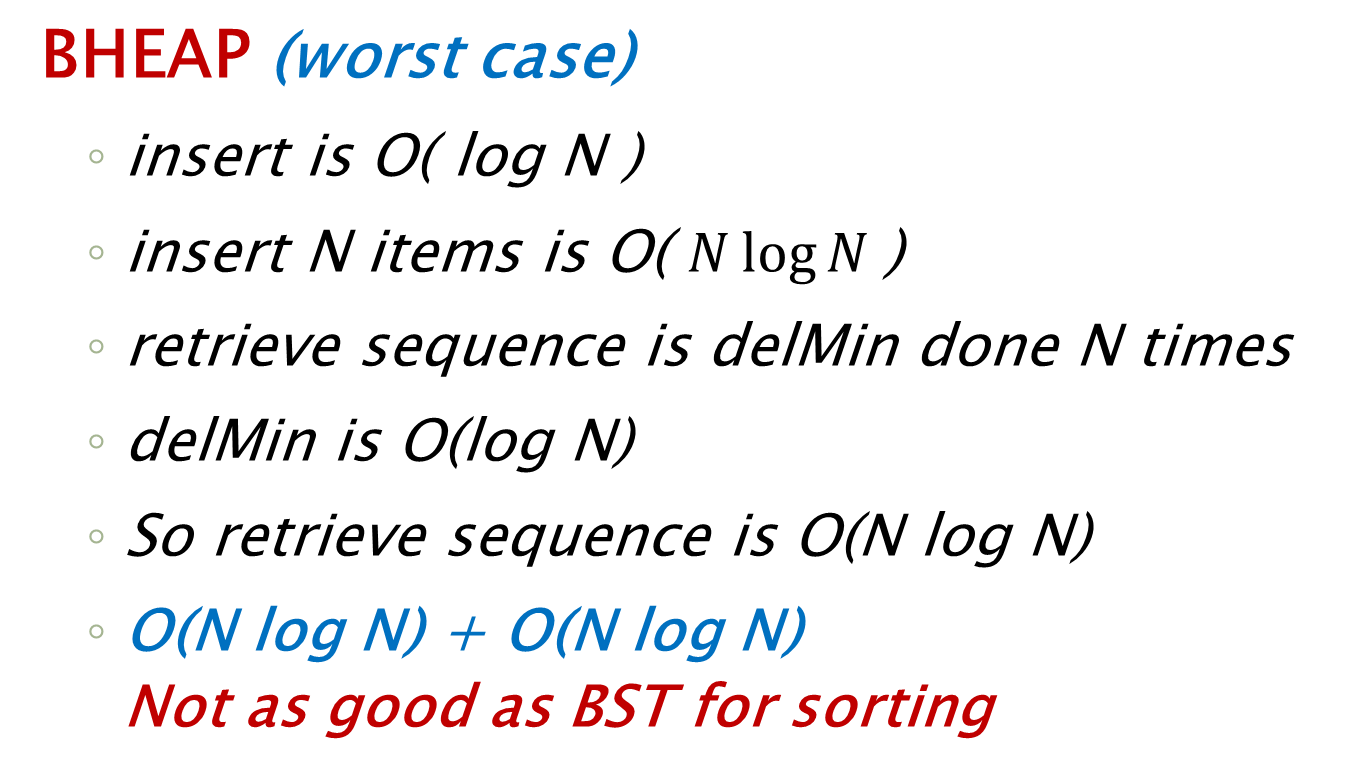 BHEAP (worst case)
◦ insert is O( log N )
◦ insert N items is O( N log N )
◦ retrieve sequence is delMin done N times
◦ delMin is O(log N)
◦ So retrieve sequence is O(N log N)
◦ O(N log N) + O(N log N)
Not as good as BST for sorting